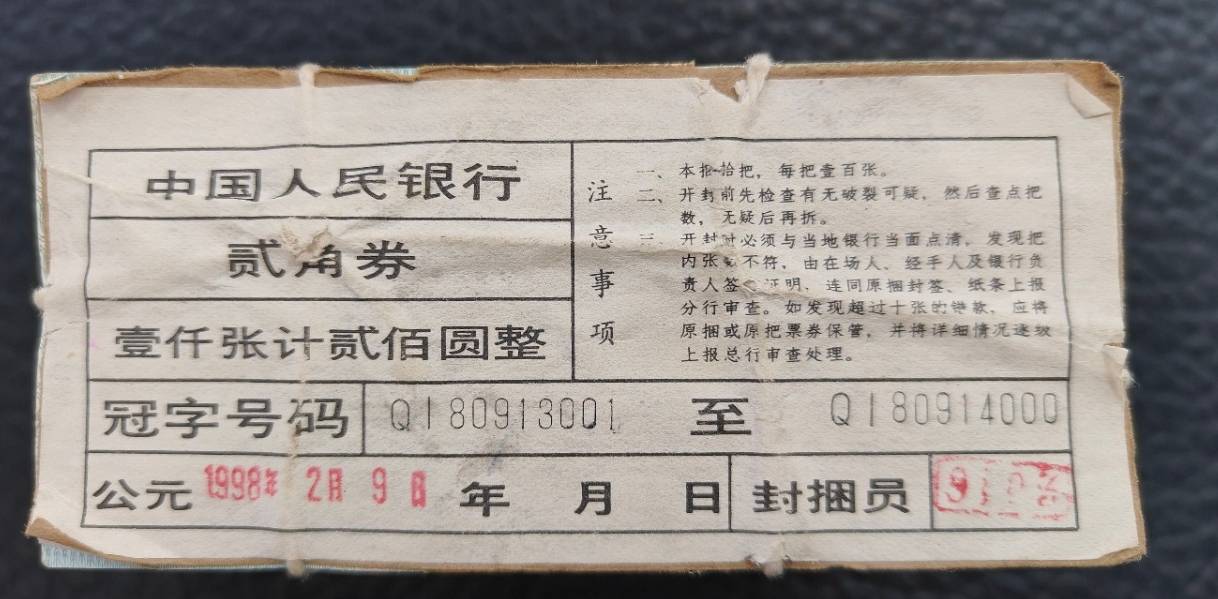 中国人民银行
贰角券
壹仟张计贰佰圆整
注意事项
一、本捆拾把，每把壹百张。
二、开封前先检查有无破裂可疑，然后查点把
数，无疑后再拆。
三、开封时必须与当地银行当面点清，发现把
内张 不符，由在场人、经手人及银行负
责人签 证明，连同原捆封签、纸条上报
分行审查。如发现超过十张的错款，应将
原捆或原把票券保管，并将详细情况逐级
上报总行审查处理。
冠字号码 QI80913001 至 QI80914000
公元 1998年 2月 9日 年 月 日 封捆员